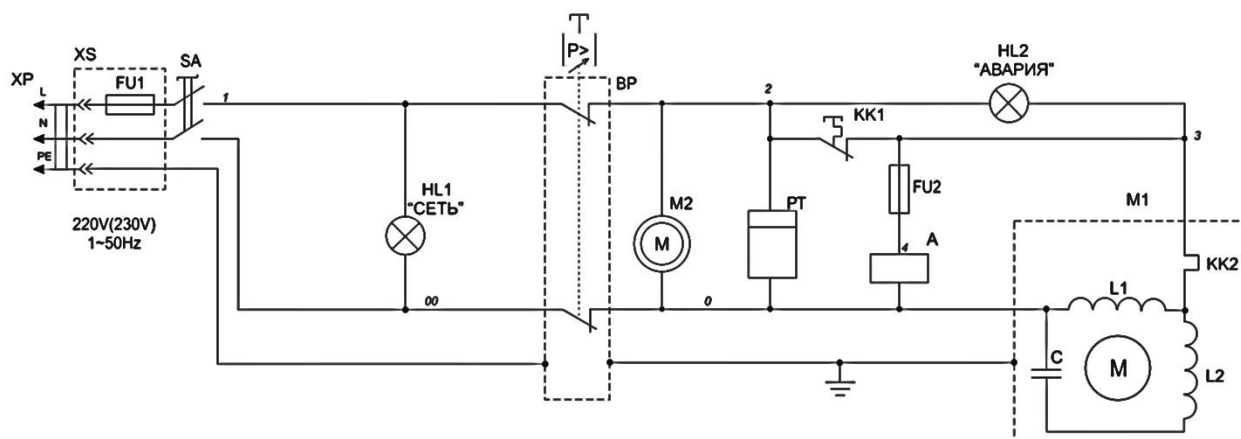 XS
SA
XP
L
FU1
1
N
PE
220V(230V)
1~50Hz
HL1
"СЕТЬ"
00
P>
BP
M2
M
2
PT
KK1
FU2
4
A
0
HL2
"АВАРИЯ"
3
M1
KK2
L1
C
M
L2